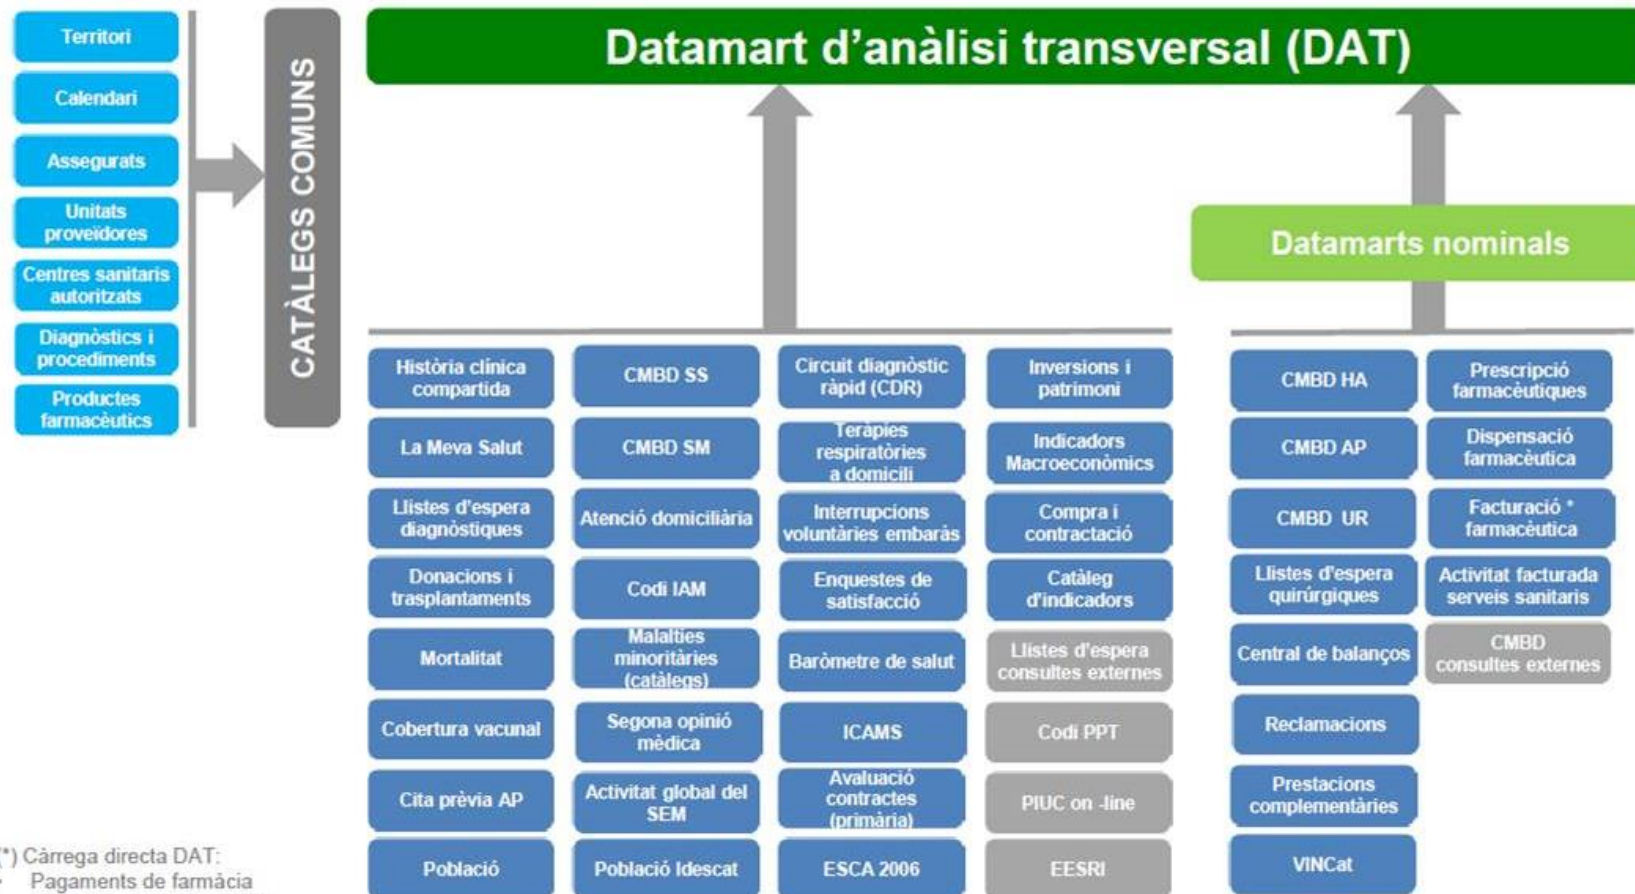 Territori
Calendari
Assegurats
Unitats
proveïdores
Centres sanitaris
autoritzats
Diagnòstics i
procediments
Productes
farmacèutics
CATÀLEGS COMUNS
Datamart d'anàlisi transversal (DAT)
Datamarts nominals
Història clínica
compartida
La Meva Salut
Llistes d'espera
diagnòstiques
Donacions i
trasplantaments
Mortalitat
Cobertura vacunal
Cita prèvia AP
Població
CMBD SS
CMBD SM
Atenció domiciliària
Codi IAM
Malalties
minoritàries
(catàlegs)
Segona opinió
mèdica
Activitat global del
SEM
Població Idescat
Circuit diagnòstic
ràpid (CDR)
Teràpies
respiratòries
a domicili
Interrupcions
voluntàries embaràs
Enquestes de
satisfacció
Baròmetre de salut
ICAMS
Avaluació
contractes
(primària)
ESCA 2006
Inversions i
patrimoni
Indicadors
Macroeconòmics
Compra i
contractació
Catàleg
d'indicadors
Llistes d'espera
consultes externes
Codi PPT
PIUC on -line
EESRI
CMBD HA
CMBD AP
CMBD UR
Llistes d'espera
quirúrgiques
Central de balanços
Reclamacions
Prestacions
complementàries
VINCat
Prescripció
farmacèutiques
Dispensació
farmacèutica
Facturació *
farmacèutica
Activitat facturada
serveis sanitaris
CMBD
consultes externes
(*) Càrrega directa DAT:
Pagaments de farmàcia